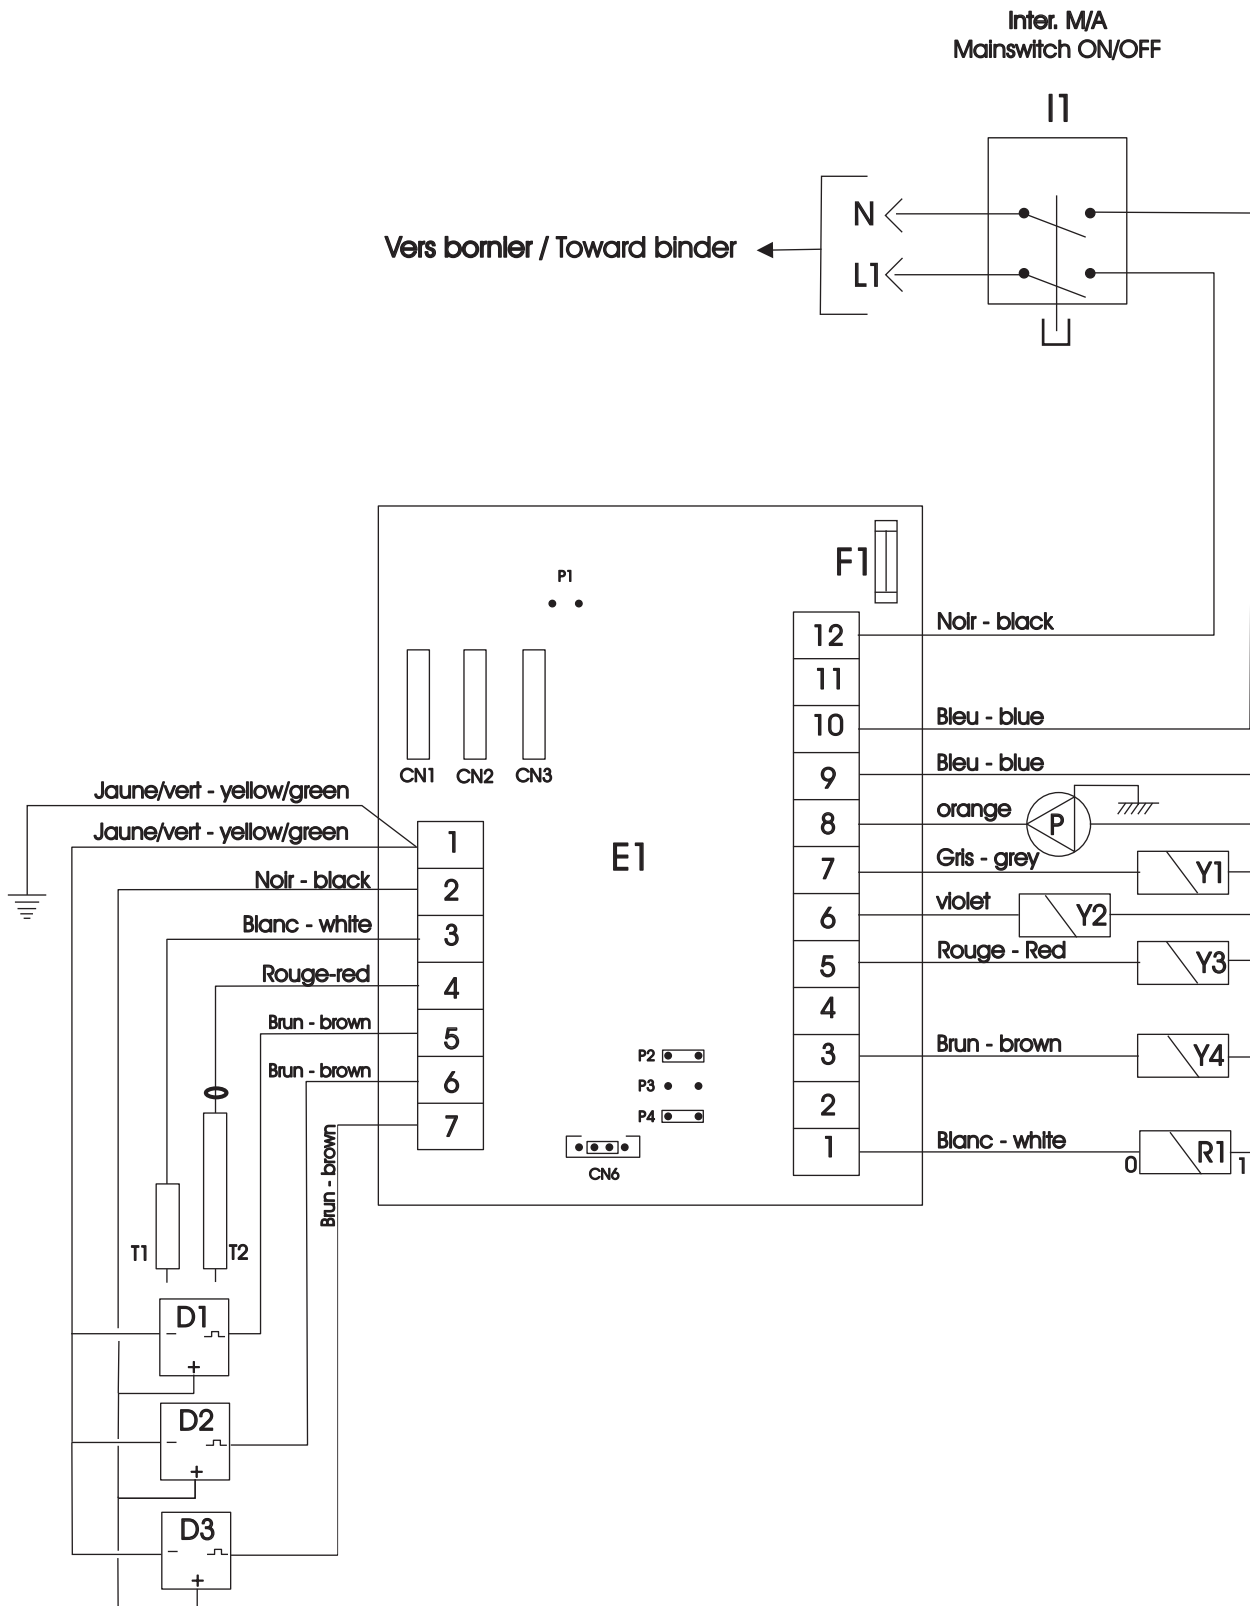 Inter. M/A
Mainswitch ON/OFF
I1
N
Vers bornier / Toward binder
L1
F1
P1
12
Noir - black
11
10
Bleu - blue
CN1
CN2
CN3
9
Bleu - blue
Jaune/vert - yellow/green
8
orange
P
Jaune/vert - yellow/green
1
E1
7
Gris - grey
Y1
Noir - black
2
6
violet
Y2
Blanc - white
3
5
Rouge - Red
Y3
Rouge-red
4
4
Brun - brown
5
P2
3
Brun - brown
Y4
Brun - brown
6
P3
2
P4
7
1
Blanc - white
0
R1
1
CN6
Brun - brown
T1
T2
D1
−
+
D2
−
+
D3
−
+